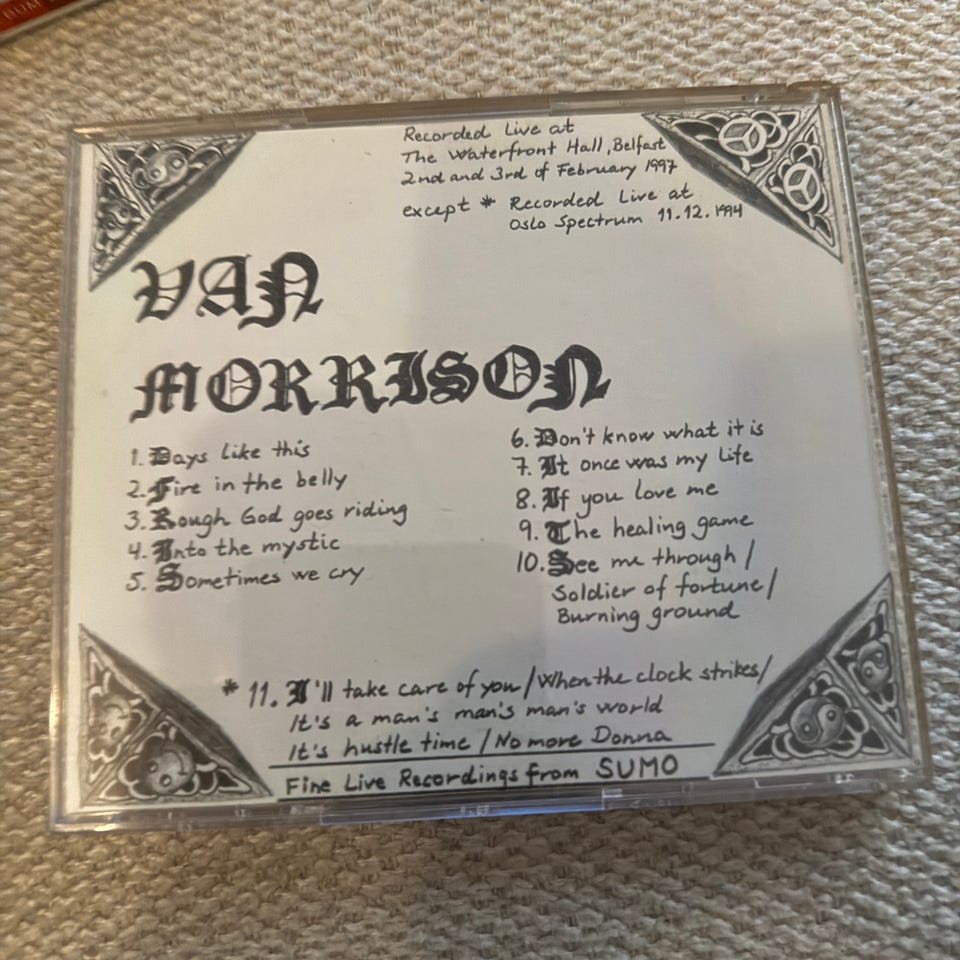 Recorded Live at
The Waterfront Hall, Belfast
2nd and 3rd of February 1997
except * Recorded Live at
Oslo Spectrum 11.12.1994
VAN
MORRISON
1. Days like this
2. Fire in the belly
3. Rough God goes riding
4. Into the mystic
5. Sometimes we cry
6. Don't know what it is
7. It once was my life
8. If you love me
9. The healing game
10. See me through /
Soldier of fortune /
Burning ground
* 11. I'll take care of you / When the clock strikes /
It's a man's man's man's world
It's hustle time / No more Donna
Fine Live Recordings from SUMO